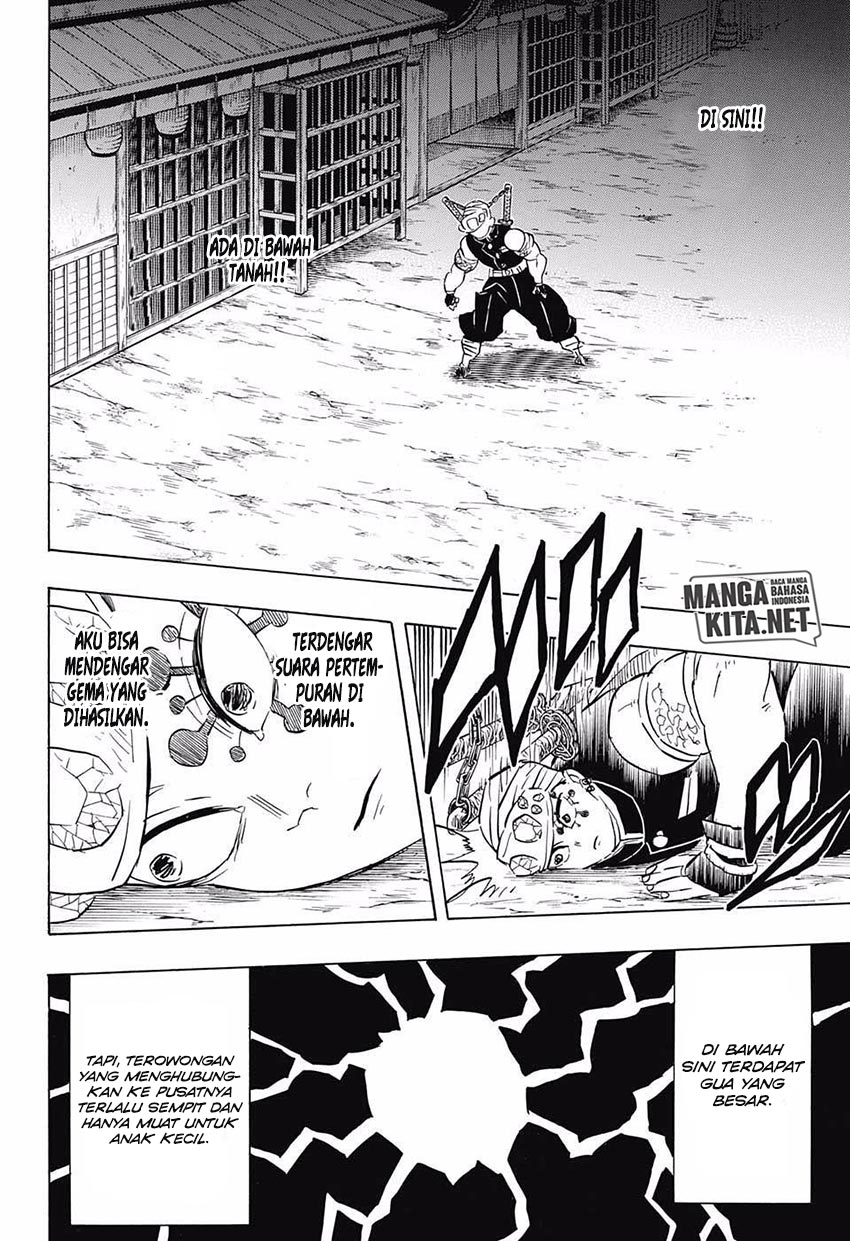 DI SINI!!
ADA DI BAWAH
TANAH!!
MANGA
KITA.NET
BACA MANGA
BAHASA
INDONESIA
TERDENGAR
SUARA PERTEM-
PURAN DI
BAWAH.
AKU BISA
MENDENGAR
GEMA YANG
DIHASILKAN.
DI BAWAH
SINI TERDAPAT
GUA YANG
BESAR.
TAPI, TEROWONGAN
YANG MENGHUBUNG-
KAN KE PUSATNYA
TERLALU SEMPIT DAN
HANYA MUAT UNTUK
ANAK KECIL.